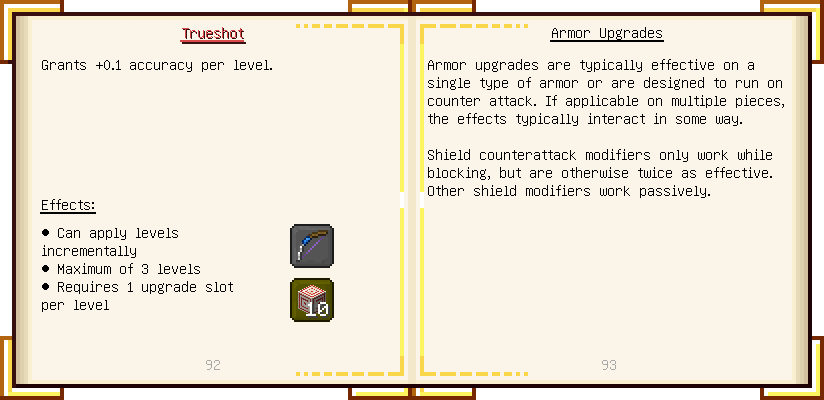 Trueshot
Grants +0.1 accuracy per level.
Effects:
• Can apply levels
incrementally
• Maximum of 3 levels
• Requires 1 upgrade slot
per level
10
92
Armor Upgrades
Armor upgrades are typically effective on a
single type of armor or are designed to run on
counter attack. If applicable on multiple pieces,
the effects typically interact in some way.
Shield counterattack modifiers only work while
blocking, but are otherwise twice as effective.
Other shield modifiers work passively.
93